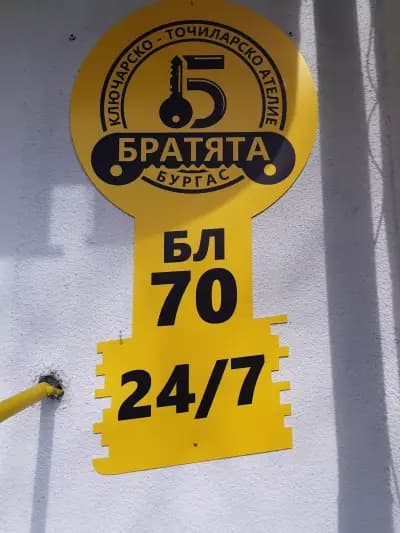 КЛЮЧАРСКО - ТОЧИЛАРСКО АТЕЛИЕ
Б
БРАТЯТА
БУРГАС
БЛ
70
24/7